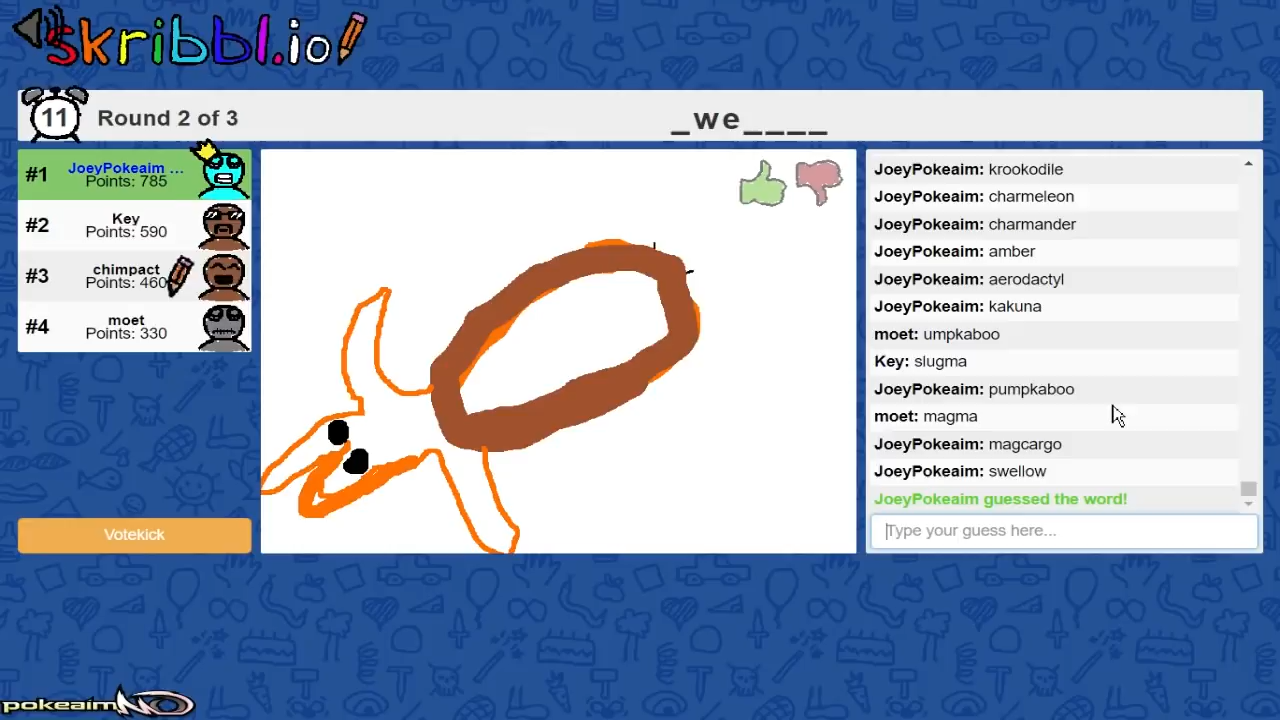 skribbl.io
11
Round 2 of 3
_we____
#1
JoeyPokeaim ...
Points: 785
#2
Key
Points: 590
#3
chimpact
Points: 460
#4
moet
Points: 330
Votekick
JoeyPokeaim: krookodile
JoeyPokeaim: charmeleon
JoeyPokeaim: charmander
JoeyPokeaim: amber
JoeyPokeaim: aerodactyl
JoeyPokeaim: kakuna
moet: umpkaboo
Key: slugma
JoeyPokeaim: pumpkaboo
moet: magma
JoeyPokeaim: magcargo
JoeyPokeaim: swellow
JoeyPokeaim guessed the word!
Type your guess here...
pokeaim